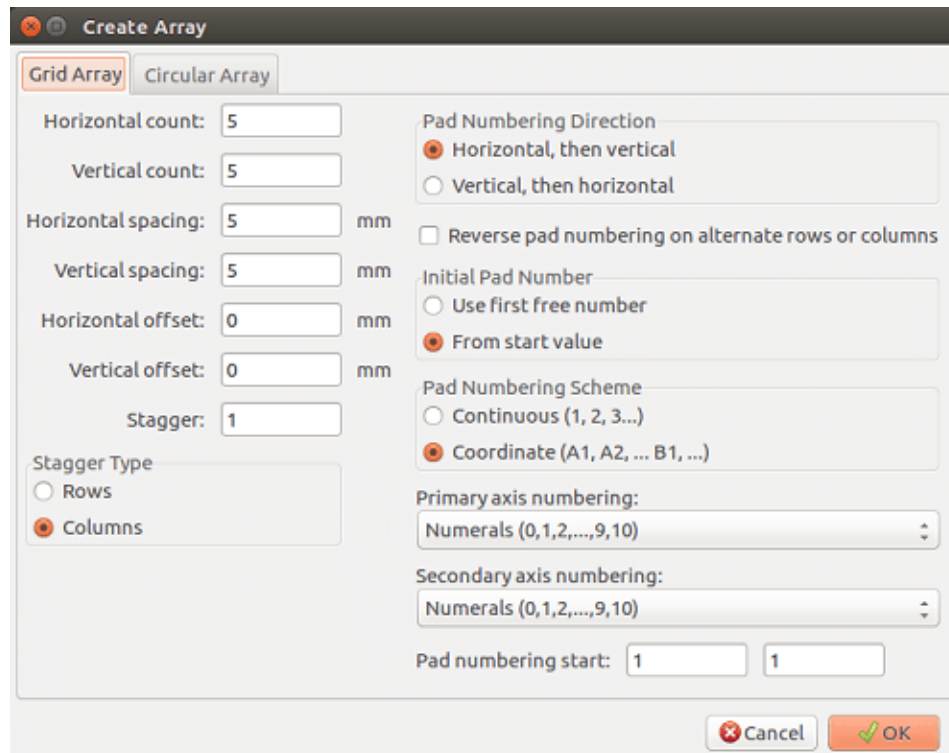 Create Array
Grid Array
Circular Array
Horizontal count: 5
Vertical count: 5
Horizontal spacing: 5 mm
Vertical spacing: 5 mm
Horizontal offset: 0 mm
Vertical offset: 0 mm
Stagger: 1
Stagger Type
Rows
Columns
Pad Numbering Direction
Horizontal, then vertical
Vertical, then horizontal
Reverse pad numbering on alternate rows or columns
Initial Pad Number
Use first free number
From start value
Pad Numbering Scheme
Continuous (1, 2, 3...)
Coordinate (A1, A2, ... B1, ...)
Primary axis numbering:
Numerals (0,1,2,...,9,10)
Secondary axis numbering:
Numerals (0,1,2,...,9,10)
Pad numbering start: 1 1
Cancel
OK